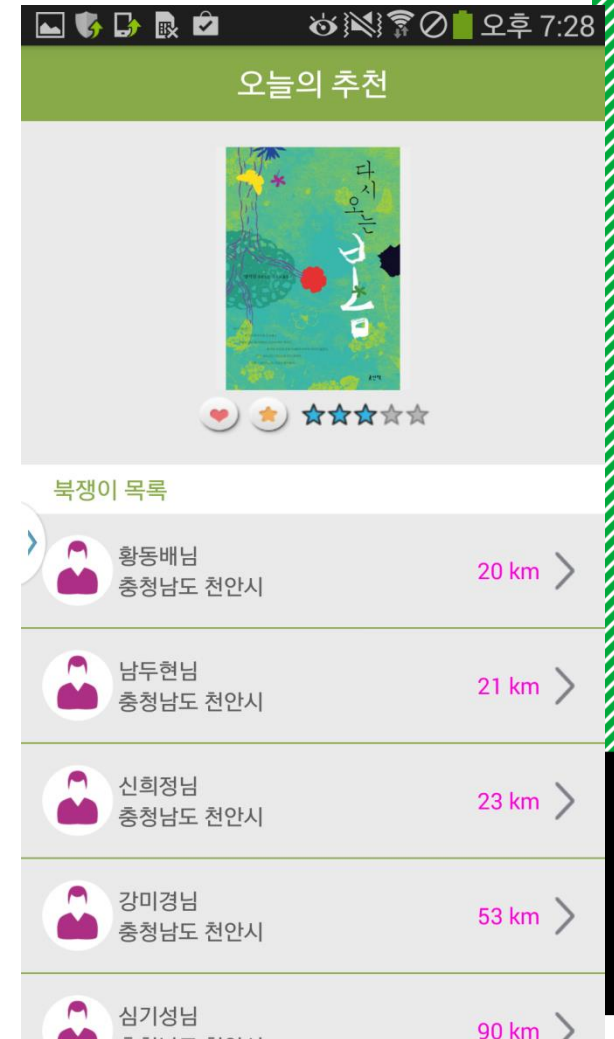 오후 7:28
오늘의 추천
다시 오는 봄
북쟁이 목록
황동배님
충청남도 천안시
20 km
남두현님
충청남도 천안시
21 km
신희정님
충청남도 천안시
23 km
강미경님
충청남도 천안시
53 km
심기성님
90 km